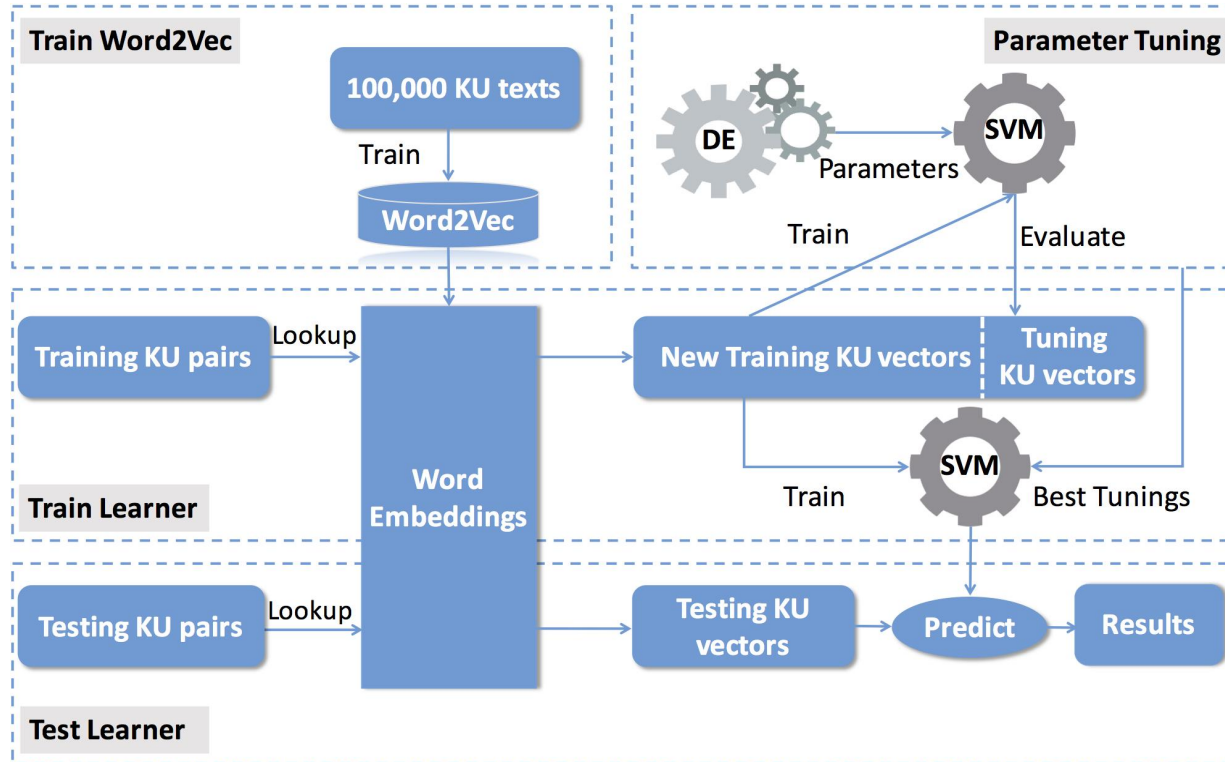 Train Word2Vec
100,000 KU texts
Train
Word2Vec
Parameter Tuning
DE
SVM
Parameters
Train
Evaluate
Training KU pairs
Lookup
New Training KU vectors
Tuning
KU vectors
Word
Embeddings
SVM
Train
Best Tunings
Train Learner
Testing KU pairs
Lookup
Testing KU
vectors
Predict
Results
Test Learner